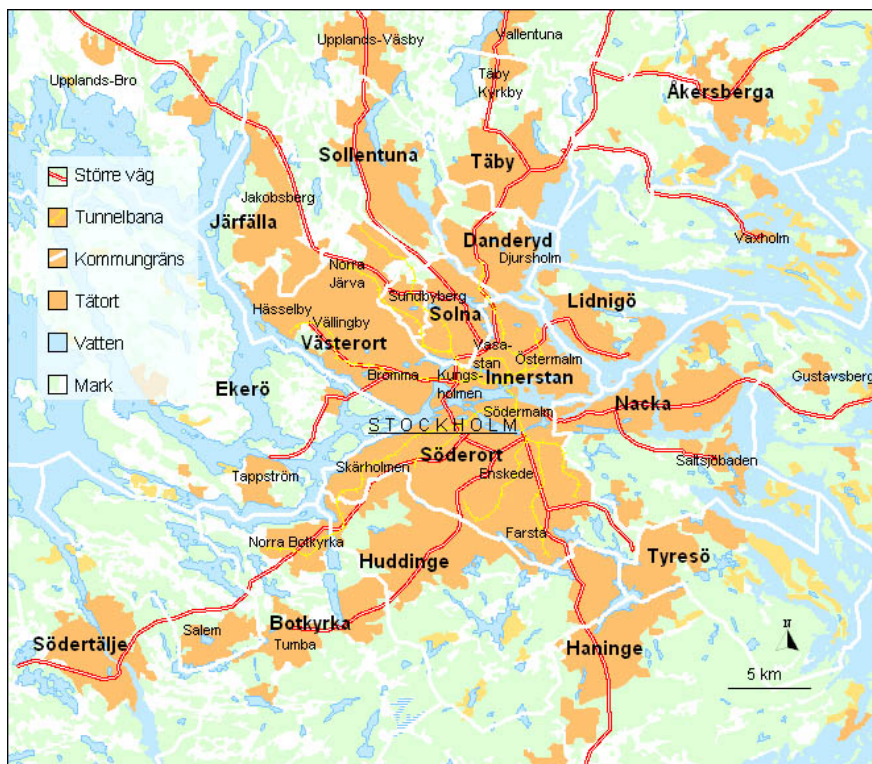 Upplands-Väsby
Vallentuna
Upplands-Bro
Täby
Kyrkby
Åkersberga
Sollentuna
Täby
Större väg
Tunnelbana
Kommungräns
Tätort
Vatten
Mark
Jakobsberg
Järfälla
Danderyd
Djursholm
Vaxholm
Norra
Järva
Sundbyberg
Solna
Lidnigö
Hässelby
Vällingby
Västerort
Vasa-
stan
Östermalm
Ekerö
Bromma
Kungs-
holmen
Innerstan
Gustavsberg
Södermalm
Nacka
STOCKHOLM
Söderort
Skärholmen
Enskede
Saltsjöbaden
Tappström
Farsta
Norra Botkyrka
Huddinge
Tyresö
Södertälje
Salem
Botkyrka
Tumba
Haninge
N
5 km